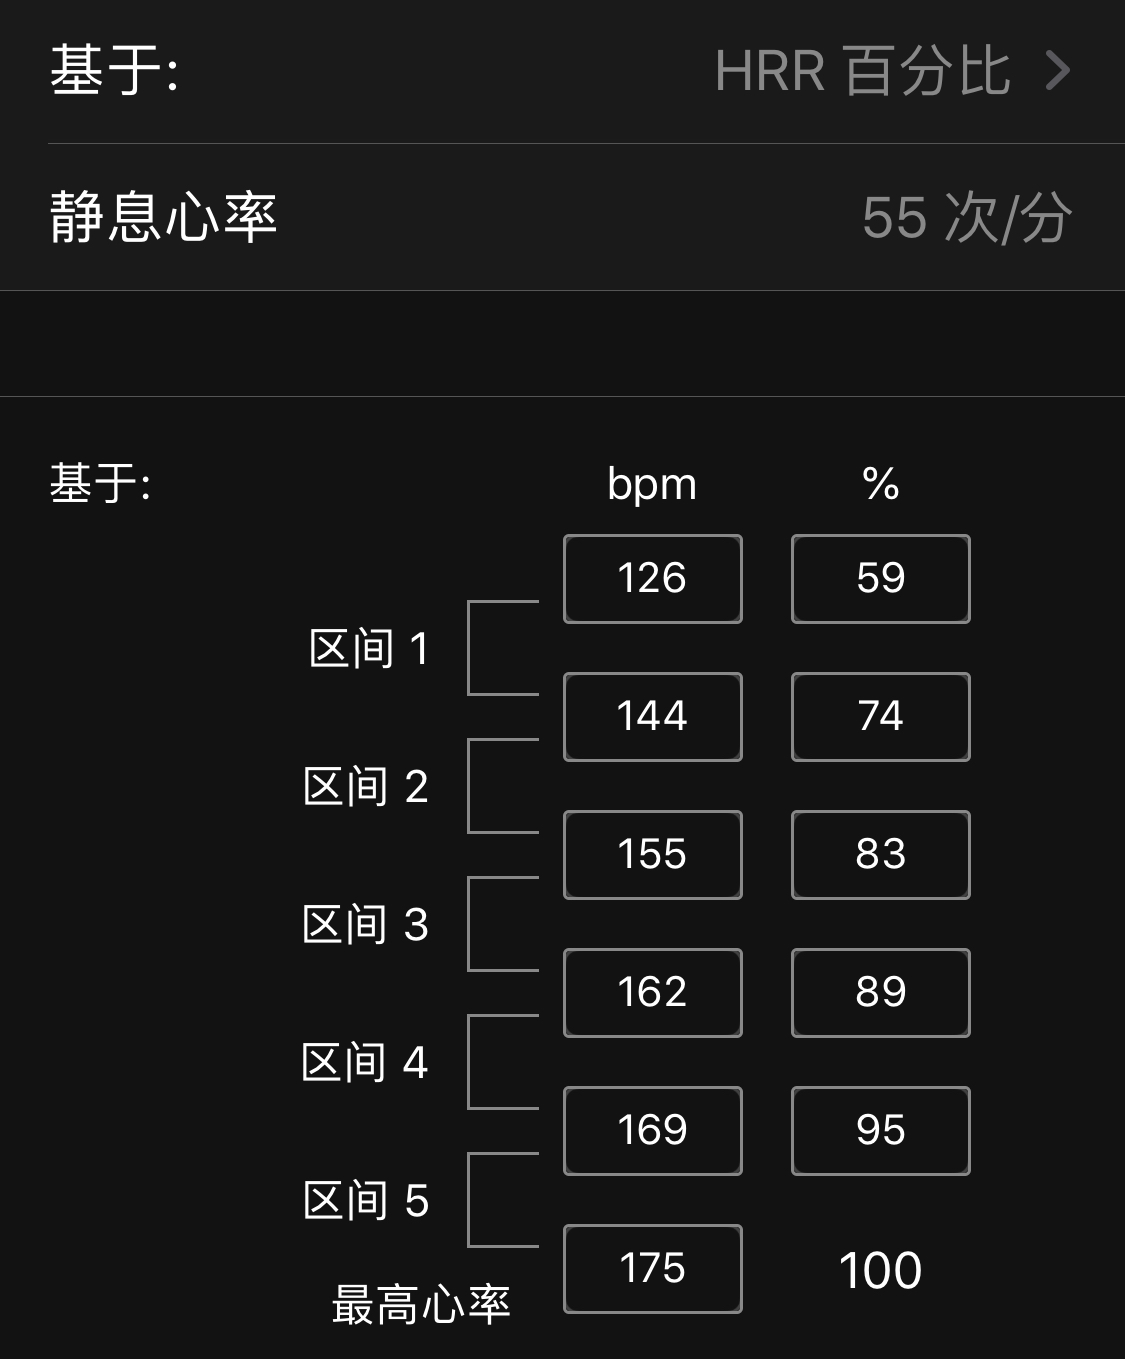 基于: HRR 百分比
静息心率 55 次/分
基于: bpm %
126 59
区间 1
144 74
区间 2
155 83
区间 3
162 89
区间 4
169 95
区间 5
175 100
最高心率